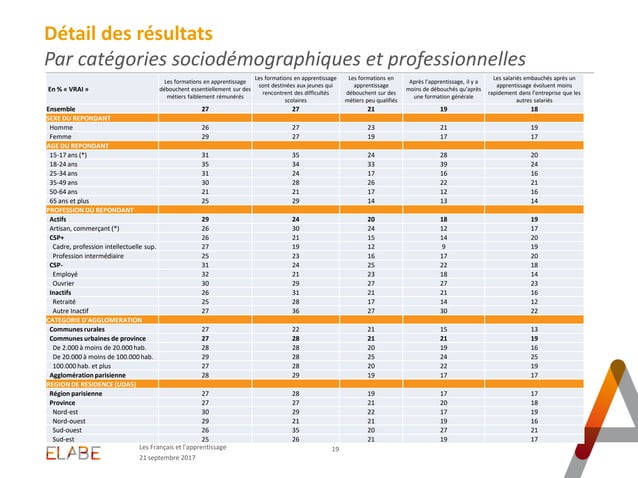 Détail des résultats
Par catégories sociodémographiques et professionnelles
En % « VRAI »
Les formations en apprentissage débouchent essentiellement sur des métiers faiblement rémunérés
Les formations en apprentissage sont destinées aux jeunes qui rencontrent des difficultés scolaires
Les formations en apprentissage débouchent sur des métiers peu qualifiés
Après l'apprentissage, il y a moins de débouchés qu'après une formation générale
Les salariés embauchés après un apprentissage évoluent moins rapidement dans l'entreprise que les autres salariés
Ensemble 27 27 21 19 18
SEXE DU REPONDANT
Homme 26 27 23 21 19
Femme 29 27 19 17 17
AGE DU REPONDANT
15-17 ans (*) 31 35 24 28 20
18-24 ans 35 34 33 39 24
25-34 ans 31 24 17 16 16
35-49 ans 30 28 26 22 21
50-64 ans 21 21 17 12 16
65 ans et plus 25 29 14 13 14
PROFESSION DU REPONDANT
Actifs 29 24 20 18 19
Artisan, commerçant (*) 26 30 24 12 17
CSP+ 26 21 15 14 20
Cadre, profession intellectuelle sup. 27 19 12 9 19
Profession intermédiaire 25 23 16 17 20
CSP- 31 24 25 22 18
Employé 32 21 23 18 14
Ouvrier 30 29 27 27 23
Inactifs 26 31 21 21 16
Retraité 25 28 17 14 12
Autre Inactif 27 36 27 30 22
CATEGORIE D'AGGLOMERATION
Communes rurales 27 22 21 15 13
Communes urbaines de province 27 28 21 21 19
De 2.000 à moins de 20.000 hab. 28 28 20 19 16
De 20.000 à moins de 100.000 hab. 29 28 25 24 25
100.000 hab. et plus 27 28 20 22 19
Agglomération parisienne 28 29 19 17 17
REGION DE RESIDENCE (UDA5)
Région parisienne 27 28 19 17 17
Province 27 27 21 20 18
Nord-est 30 29 22 17 19
Nord-ouest 29 21 21 19 16
Sud-ouest 26 35 20 27 21
Sud-est 25 26 21 19 17
ELABE
Les Français et l'apprentissage
21 septembre 2017
19